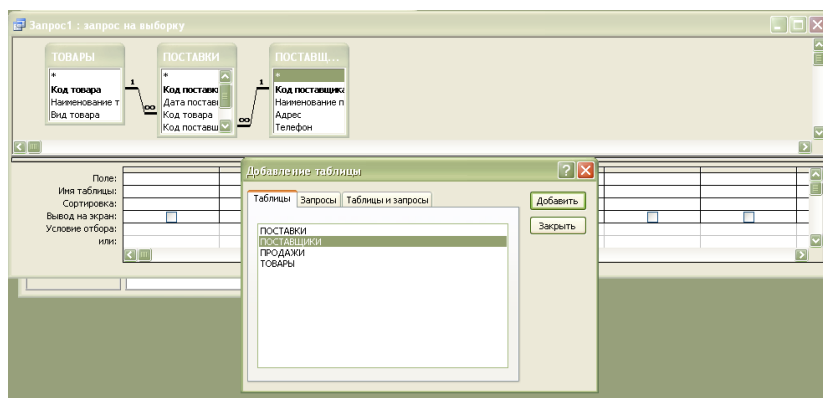 Запрос1 : запрос на выборку
ТОВАРЫ
*
Код товара
Наименование т
Вид товара
1
∞
ПОСТАВКИ
*
Код поставки
Дата постав
Код товара
Код поставщ
1
∞
ПОСТАВЩ...
*
Код поставщика
Наименование п
Адрес
Телефон
Поле:
Имя таблицы:
Сортировка:
Вывод на экран:
Условие отбора:
или:
Добавление таблицы
Таблицы
Запросы
Таблицы и запросы
ПОСТАВКИ
ПОСТАВЩИКИ
ПРОДАЖИ
ТОВАРЫ
Добавить
Закрыть